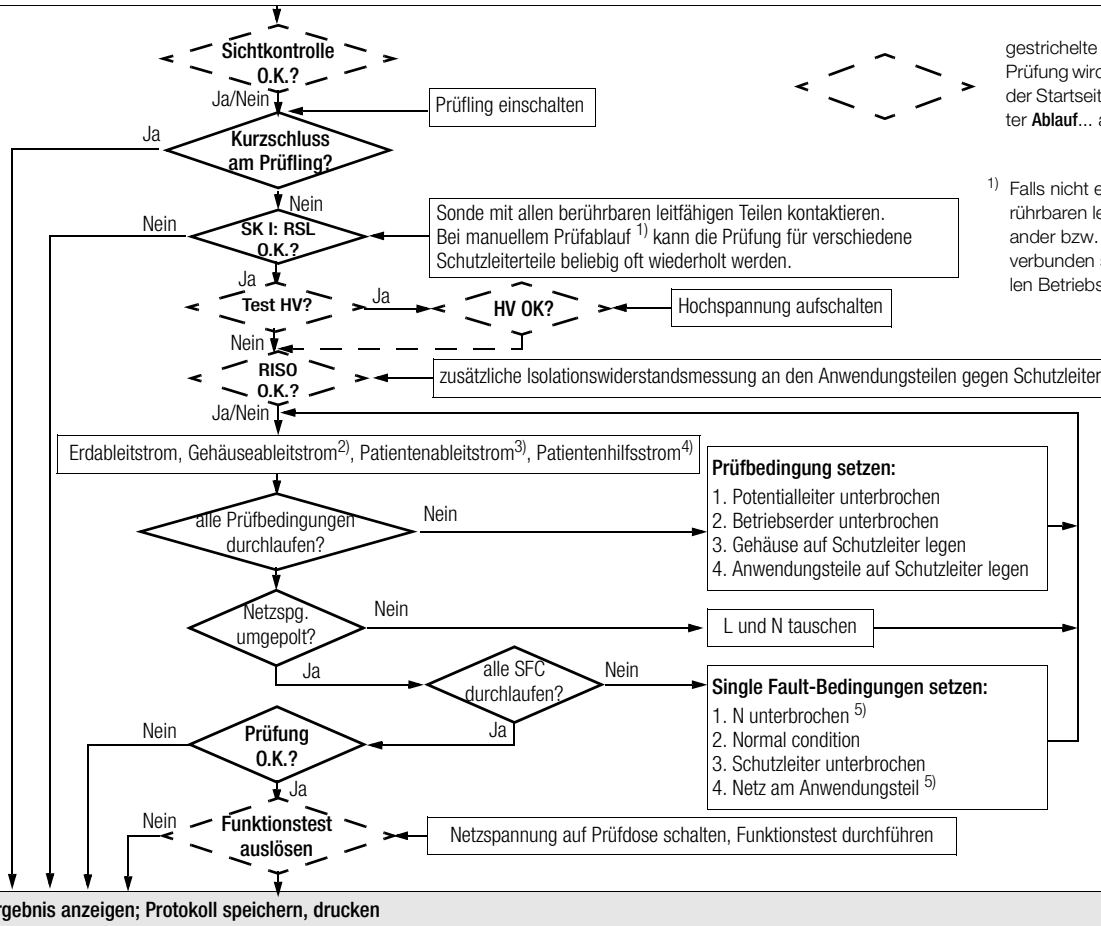 Sichtkontrolle
O.K.?
Ja/Nein
Prüfling einschalten
Ja
Kurzschluss
am Prüfling?
Nein
Nein
SK I: RSL
O.K.?
Sonde mit allen berührbaren leitfähigen Teilen kontaktieren.
Bei manuellem Prüfablauf 1) kann die Prüfung für verschiedene
Schutzleiterteile beliebig oft wiederholt werden.
Ja
Test HV?
Ja
HV OK?
Hochspannung aufschalten
Nein
RISO
O.K.?
zusätzliche Isolationswiderstandsmessung an den Anwendungsteilen gegen Schutzleiter
Ja/Nein
Erdableitstrom, Gehäuseableitstrom2), Patientenableitstrom3), Patientenhilfsstrom4)
Prüfbedingung setzen:
1. Potentialleiter unterbrochen
2. Betriebserder unterbrochen
3. Gehäuse auf Schutzleiter legen
4. Anwendungsteile auf Schutzleiter legen
alle Prüfbedingungen
durchlaufen?
Nein
Netzspg.
umgepolt?
Nein
L und N tauschen
Ja
alle SFC
durchlaufen?
Nein
Ja
Single Fault-Bedingungen setzen:
1. N unterbrochen 5)
2. Normal condition
3. Schutzleiter unterbrochen
4. Netz am Anwendungsteil 5)
Nein
Prüfung
O.K.?
Ja
Nein
Funktionstest
auslösen
Netzspannung auf Prüfdose schalten, Funktionstest durchführen
rgebnis anzeigen; Protokoll speichern, drucken
gestrichelte
Prüfung wird
der Startseit
ter Ablauf... a
1) Falls nicht e
rührbaren le
ander bzw.
verbunden s
len Betriebs